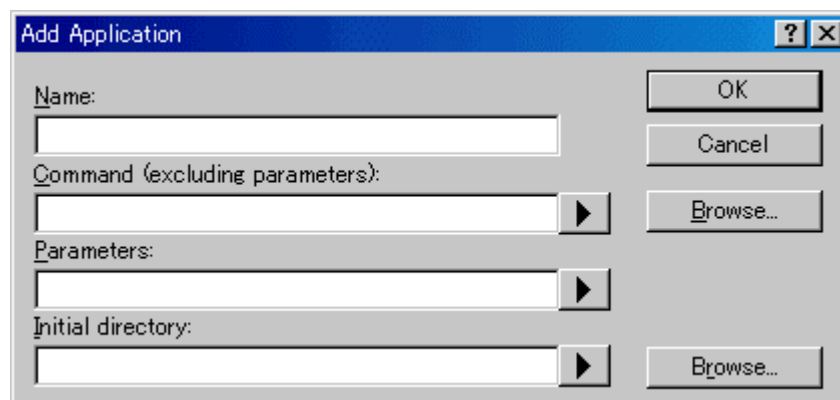 Add Application
Name:
OK
Cancel
Command (excluding parameters):
Browse...
Parameters:
Initial directory:
Browse...